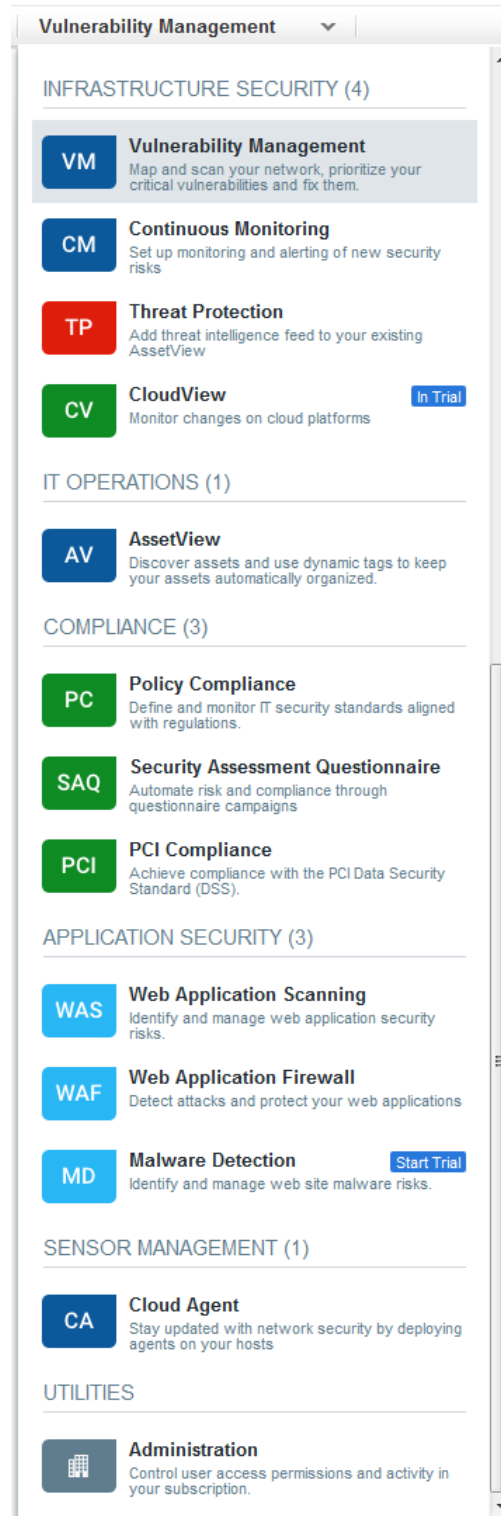 Vulnerability Management
INFRASTRUCTURE SECURITY (4)
VM
Vulnerability Management
Map and scan your network, prioritize your
critical vulnerabilities and fix them.
CM
Continuous Monitoring
Set up monitoring and alerting of new security
risks
TP
Threat Protection
Add threat intelligence feed to your existing
AssetView
CV
CloudView
In Trial
Monitor changes on cloud platforms
IT OPERATIONS (1)
AV
AssetView
Discover assets and use dynamic tags to keep
your assets automatically organized.
COMPLIANCE (3)
PC
Policy Compliance
Define and monitor IT security standards aligned
with regulations.
SAQ
Security Assessment Questionnaire
Automate risk and compliance through
questionnaire campaigns
PCI
PCI Compliance
Achieve compliance with the PCI Data Security
Standard (DSS).
APPLICATION SECURITY (3)
WAS
Web Application Scanning
Identify and manage web application security
risks.
WAF
Web Application Firewall
Detect attacks and protect your web applications
MD
Malware Detection
Start Trial
Identify and manage web site malware risks.
SENSOR MANAGEMENT (1)
CA
Cloud Agent
Stay updated with network security by deploying
agents on your hosts
UTILITIES
Administration
Control user access permissions and activity in
your subscription.